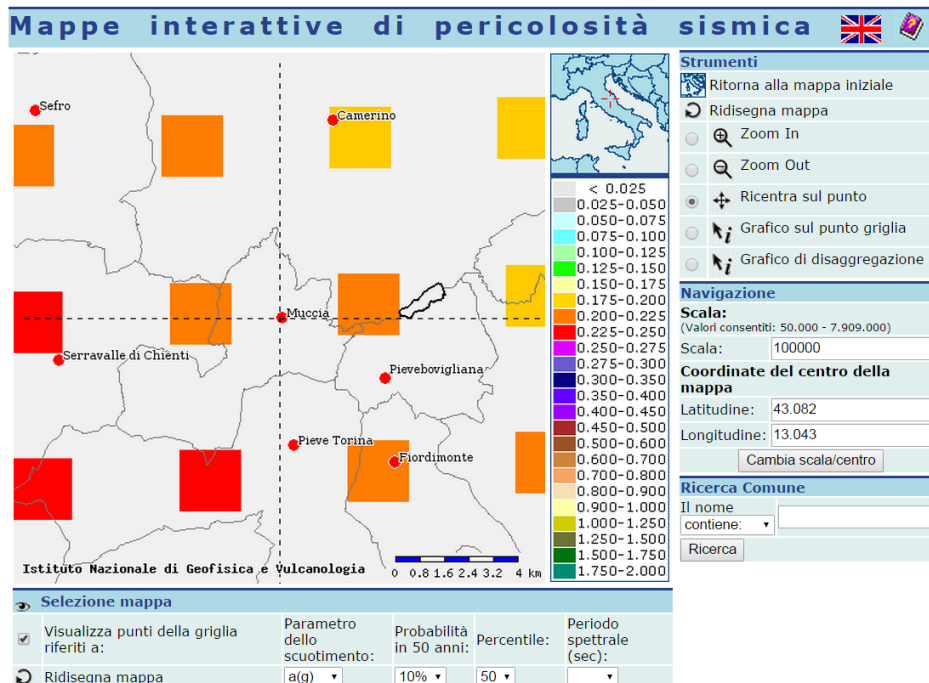 Mappe interattive di pericolosità sismica
Sefro
Camerino
Muccia
Serravalle di Chienti
Pievebovigliana
Pieve Torina
Fiordimonte
Istituto Nazionale di Geofisica e Vulcanologia
0 0.8 1.6 2.4 3.2 4 km
< 0.025
0.025-0.050
0.050-0.075
0.075-0.100
0.100-0.125
0.125-0.150
0.150-0.175
0.175-0.200
0.200-0.225
0.225-0.250
0.250-0.275
0.275-0.300
0.300-0.350
0.350-0.400
0.400-0.450
0.450-0.500
0.500-0.600
0.600-0.700
0.700-0.800
0.800-0.900
0.900-1.000
1.000-1.250
1.250-1.500
1.500-1.750
1.750-2.000
Strumenti
Ritorna alla mappa iniziale
Ridisegna mappa
Zoom In
Zoom Out
Ricentra sul punto
Grafico sul punto griglia
Grafico di disaggregazione
Navigazione
Scala:
(Valori consentiti: 50.000 - 7.909.000)
Scala: 100000
Coordinate del centro della
mappa
Latitudine: 43.082
Longitudine: 13.043
Cambia scala/centro
Ricerca Comune
Il nome
contiene:
Ricerca
Selezione mappa
Visualizza punti della griglia
riferiti a:
Parametro
dello
scuotimento:
Probabilità
in 50 anni:
Percentile:
Periodo
spettrale
(sec):
Ridisegna mappa
a(g)
10%
50